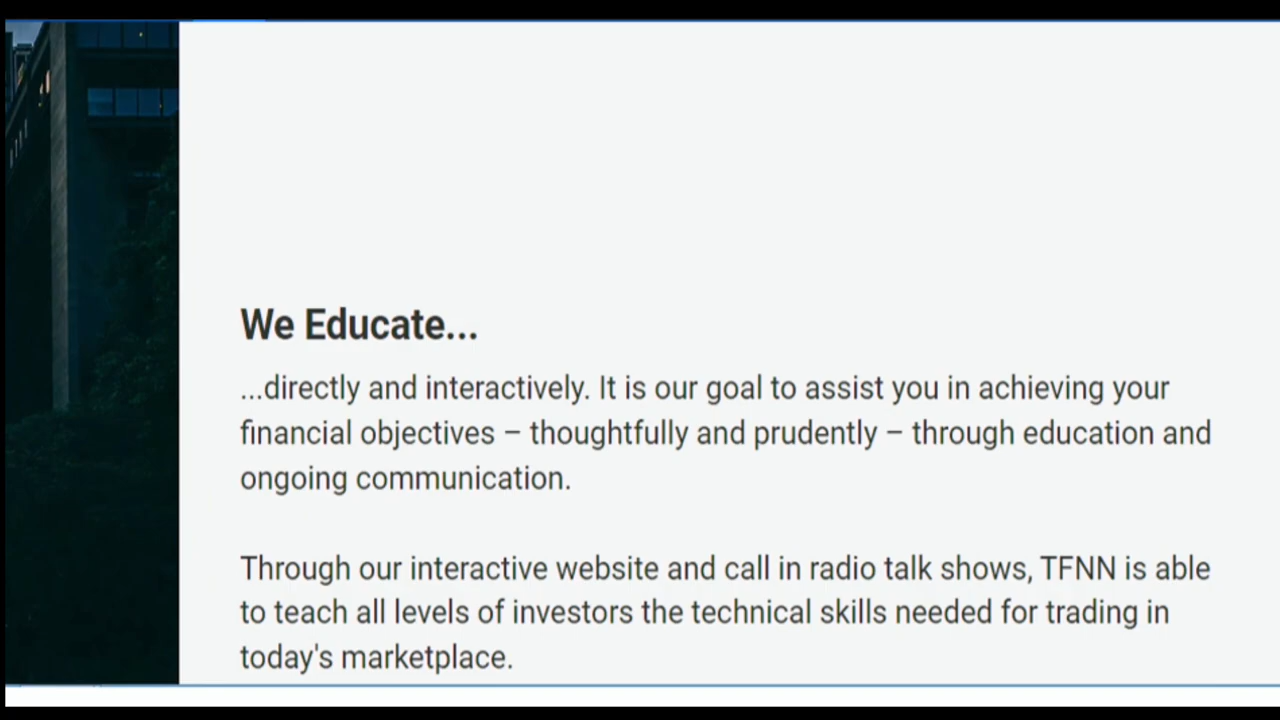 We Educate...
...directly and interactively. It is our goal to assist you in achieving your
financial objectives – thoughtfully and prudently – through education and
ongoing communication.
Through our interactive website and call in radio talk shows, TFNN is able
to teach all levels of investors the technical skills needed for trading in
today's marketplace.